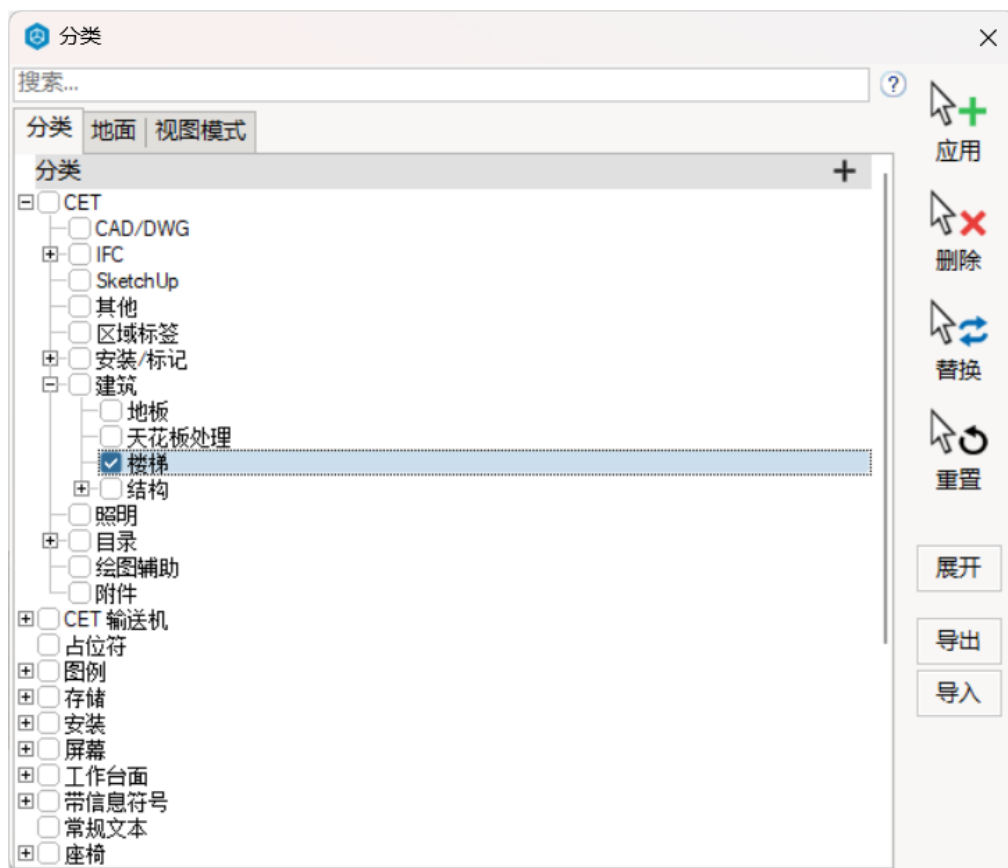 分类
搜索...
?
分类 地面 视图模式
分类
CET
CAD/DWG
IFC
SketchUp
其他
区域标签
安装/标记
建筑
地板
天花板处理
楼梯
结构
照明
目录
绘图辅助
附件
CET 输送机
占位符
图例
存储
安装
屏幕
工作台面
带信息符号
常规文本
座椅
应用
删除
替换
重置
展开
导出
导入